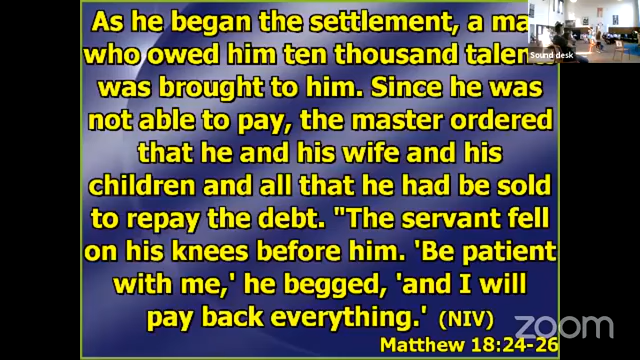 As he began the settlement, a ma
who owed him ten thousand talen
was brought to him. Since he was
not able to pay, the master ordered
that he and his wife and his
children and all that he had be sold
to repay the debt. "The servant fell
on his knees before him. 'Be patient
with me,' he begged, 'and I will
pay back everything.' (NIV)
Matthew 18:24-26
Sound desk
zoom